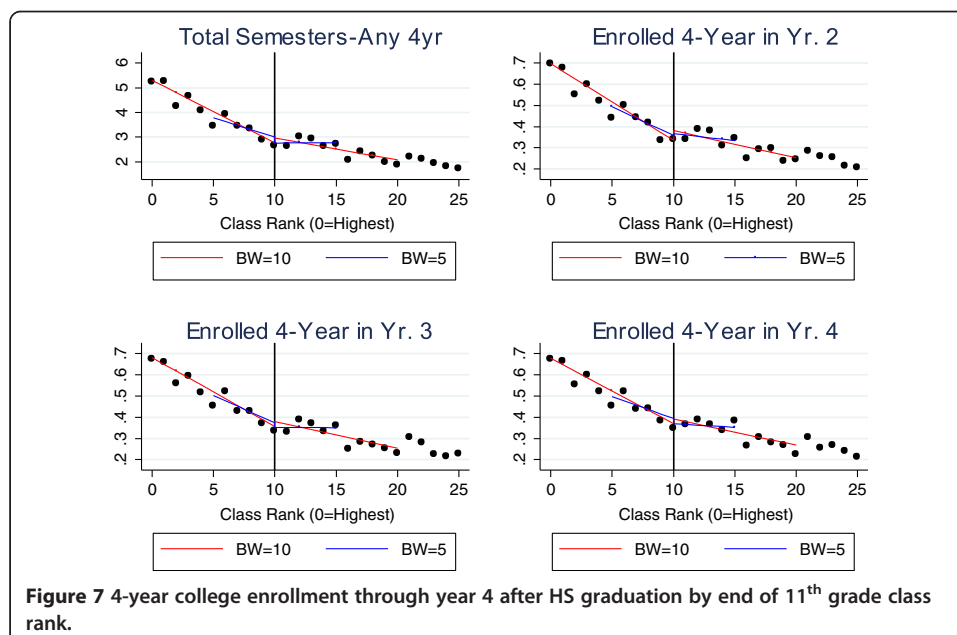 Total Semesters-Any 4yr
6
5
4
3
2
0 5 10 15 20 25
Class Rank (0=Highest)
BW=10 BW=5
Enrolled 4-Year in Yr. 2
.7
.6
.5
.4
.3
.2
0 5 10 15 20 25
Class Rank (0=Highest)
BW=10 BW=5
Enrolled 4-Year in Yr. 3
.7
.6
.5
.4
.3
.2
0 5 10 15 20 25
Class Rank (0=Highest)
BW=10 BW=5
Enrolled 4-Year in Yr. 4
.7
.6
.5
.4
.3
.2
0 5 10 15 20 25
Class Rank (0=Highest)
BW=10 BW=5
Figure 7 4-year college enrollment through year 4 after HS graduation by end of 11th grade class
rank.